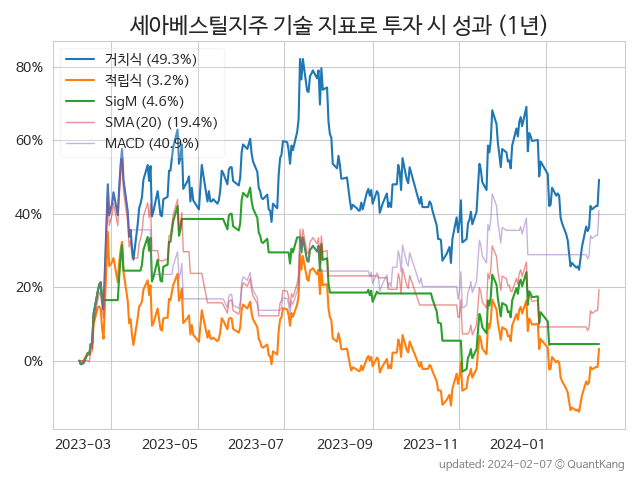 세아베스틸지주 기술 지표로 투자 시 성과 (1년)
거치식 (49.3%)
적립식 (3.2%)
SigM (4.6%)
SMA(20) (19.4%)
MACD (40.9%)
80%
60%
40%
20%
0%
2023-03 2023-05 2023-07 2023-09 2023-11 2024-01
updated: 2024-02-07 © QuantKang